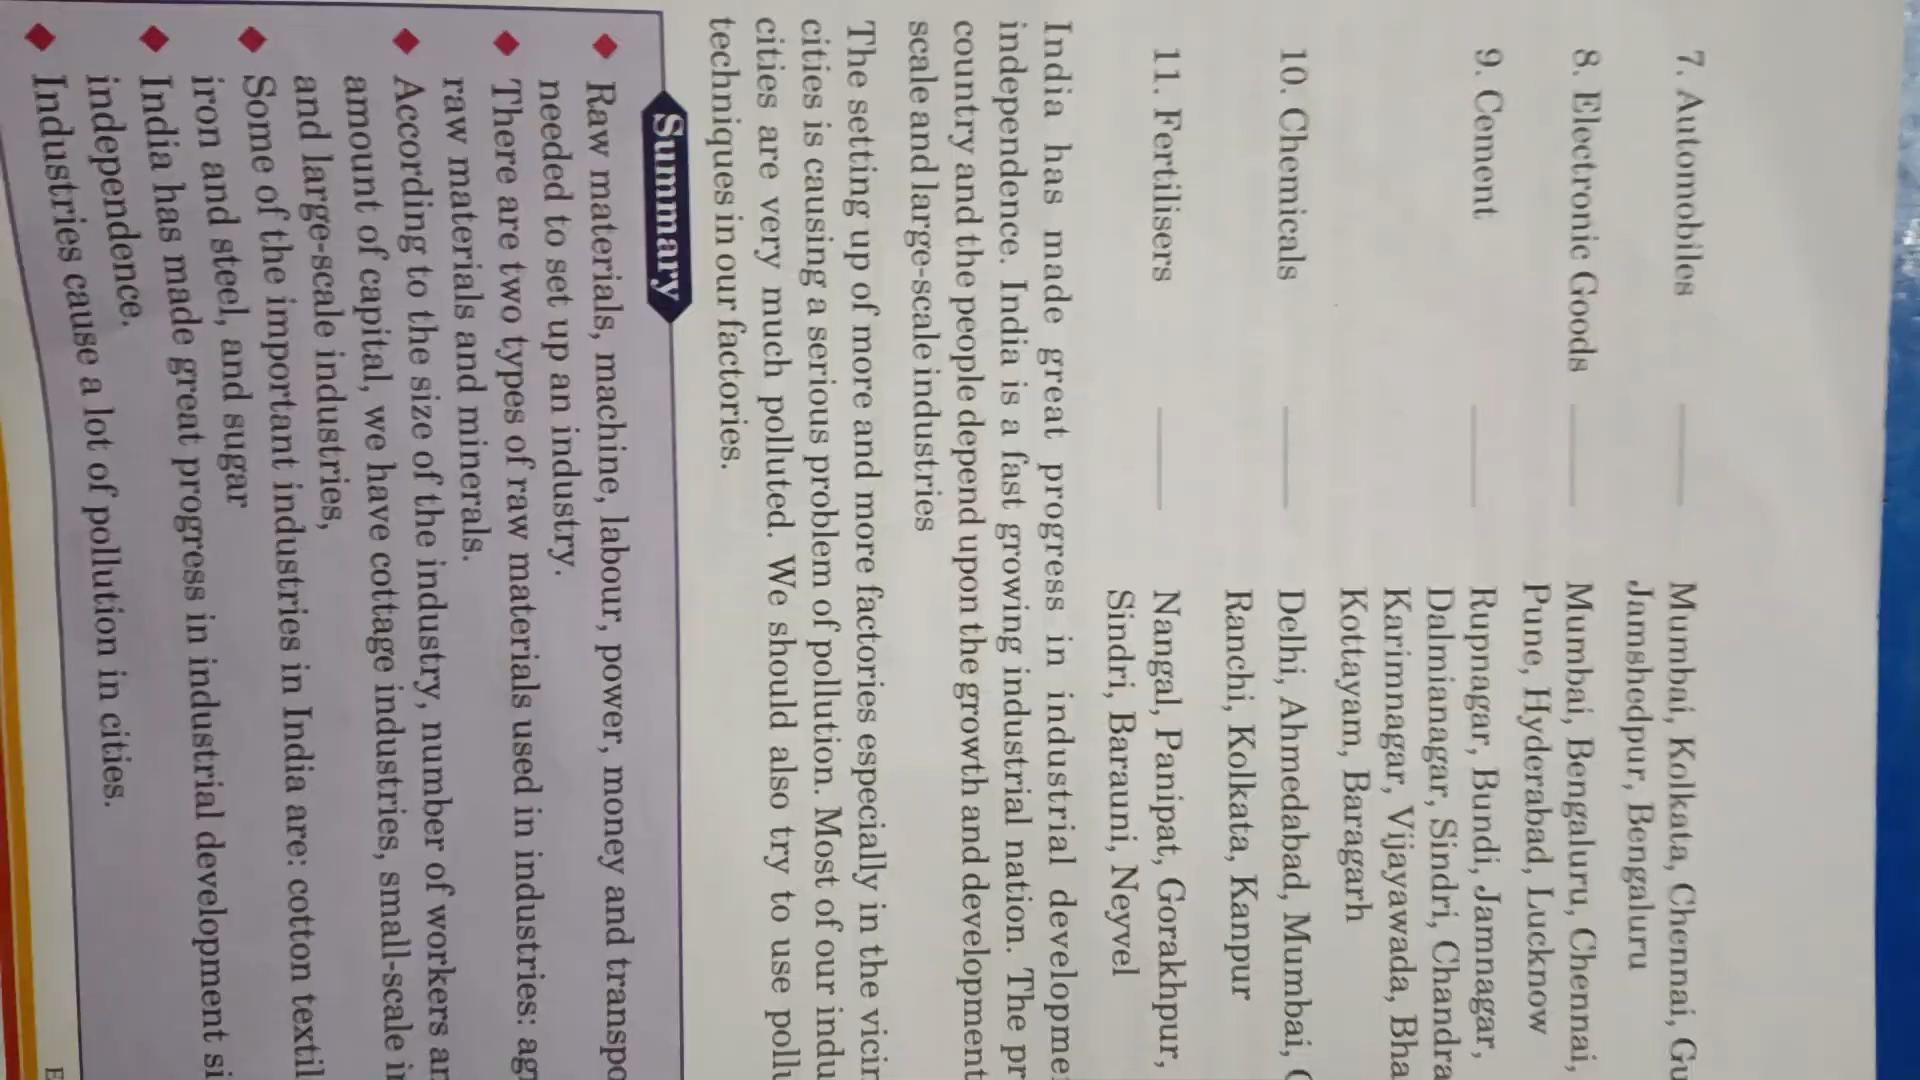 7. Automobiles — Mumbai, Kolkata, Chennai,
Jamshedpur, Bengaluru
8. Electronic Goods — Mumbai, Bengaluru, Chennai,
Pune, Hyderabad, Lucknow
9. Cement — Rupnagar, Bundi, Jamnagar,
Dalmianagar, Sindri,
Karimnagar, Vijayawada,
Kottayam, Baragarh
10. Chemicals — Delhi, Ahmedabad, Mumbai,
Ranchi, Kolkata, Kanpur
11. Fertilisers — Nangal, Panipat, Gorakhpur,
Sindri, Barauni, Neyvel
India has made great progress in industrial
independence. India is a fast growing industrial nation. The
country and the people depend upon the growth and development
scale and large-scale industries
The setting up of more and more factories especially in the
cities is causing a serious problem of pollution. Most of our
cities are very much polluted. We should also try to use
techniques in our factories.
Summary
◆ Raw materials, machine, labour, power, money and
needed to set up an industry.
◆ There are two types of raw materials used in industries:
raw materials and minerals.
◆ According to the size of the industry, number of workers
amount of capital, we have cottage industries, small-scale
and large-scale industries,
◆ Some of the important industries in India are: cotton
iron and steel, and sugar
◆ India has made great progress in industrial development
independence.
◆ Industries cause a lot of pollution in cities.